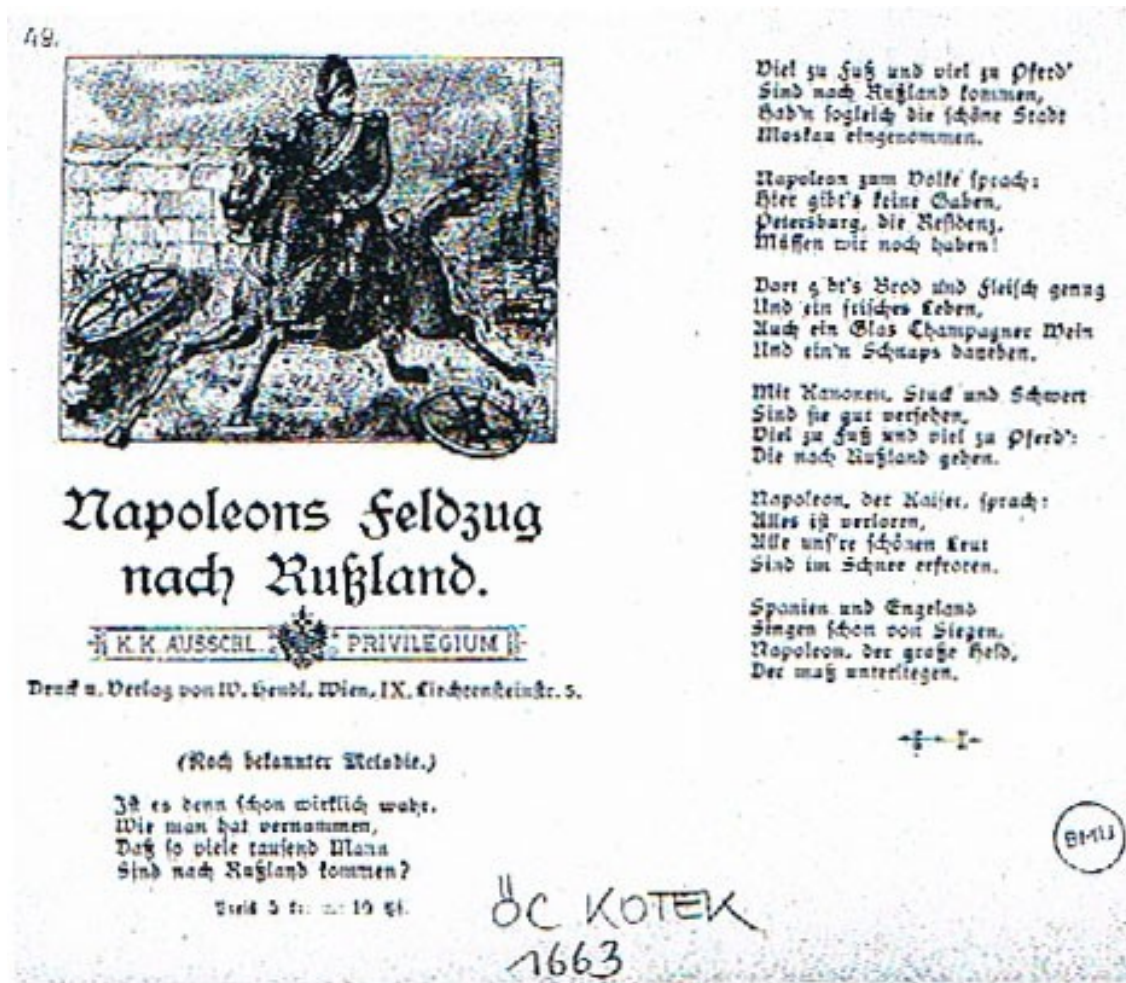 49.
Napoleons Feldzug
nach Rußland.
K. K. AUSSCHL. PRIVILEGIUM
Druck u. Verlag von W. Hendl, Wien, IX, Liechtensteinstr. 5.
(Nach bekannter Melodie.)
Ist es denn schon wirklich wahr,
Wie man hat vernommen,
Daß so viele tausend Mann
Sind nach Rußland kommen?
Preis 5 kr. 10 
Viel zu Fuß und viel zu Pferd'
Sind nach Rußland kommen,
Hab'n sogleich die schöne Stadt
Moskau eingenommen.
Napoleon zum Volke sprach:
Hier gibt's keine Gaben,
Petersburg, die Residenz,
Müssen wir noch haben!
Dort gibt's Brod und Fleisch genug
Und ein frisches Leben,
Auch ein Glas Champagner Wein
Und ein'n Schnaps daneben.
Mit Kanonen, Stuck und Schwert
Sind sie gut versehen,
Viel zu Fuß und viel zu Pferd':
Die nach Rußland gehen.
Napoleon, der Kaiser, sprach:
Alles ist verloren,
Alle uns're schönen Leut
Sind im Schnee erfroren.
Spanien und Engeland
Singen schon von Siegen,
Napoleon, der große Held,
Der muß unterliegen.
BMU
ÖC KOTEK
1663